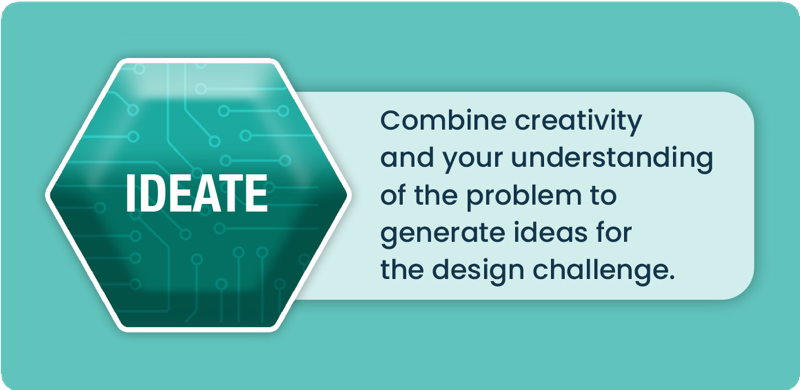 IDEATE
Combine creativity
and your understanding
of the problem to
generate ideas for
the design challenge.